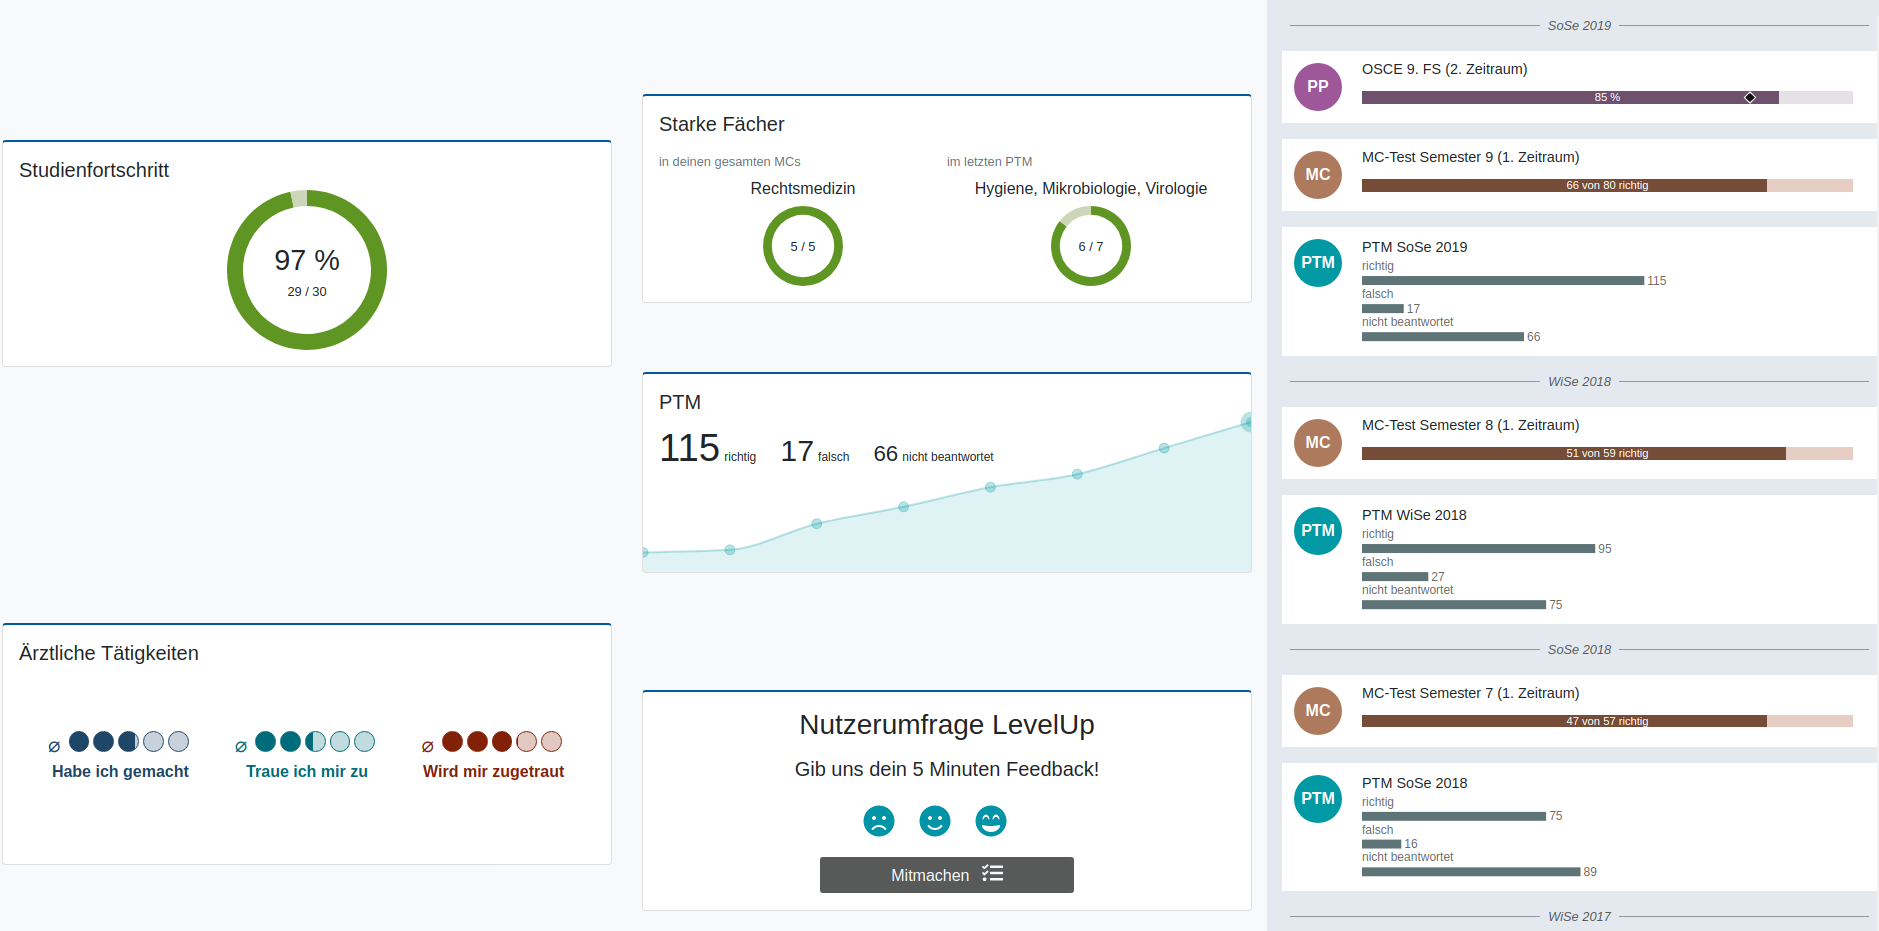 Studienfortschritt
97 %
29 / 30
Ärztliche Tätigkeiten
⌀
Habe ich gemacht
⌀
Traue ich mir zu
⌀
Wird mir zugetraut
Starke Fächer
in deinen gesamten MCs
Rechtsmedizin
5 / 5
im letzten PTM
Hygiene, Mikrobiologie, Virologie
6 / 7
PTM
115 richtig 17 falsch 66 nicht beantwortet
Nutzerumfrage LevelUp
Gib uns dein 5 Minuten Feedback!
Mitmachen
SoSe 2019
PP
OSCE 9. FS (2. Zeitraum)
85 %
MC
MC-Test Semester 9 (1. Zeitraum)
66 von 80 richtig
PTM
PTM SoSe 2019
richtig
115
falsch
17
nicht beantwortet
66
WiSe 2018
MC
MC-Test Semester 8 (1. Zeitraum)
51 von 59 richtig
PTM
PTM WiSe 2018
richtig
95
falsch
27
nicht beantwortet
75
SoSe 2018
MC
MC-Test Semester 7 (1. Zeitraum)
47 von 57 richtig
PTM
PTM SoSe 2018
richtig
75
falsch
16
nicht beantwortet
89
WiSe 2017